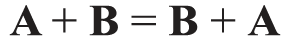 A + B = B + A